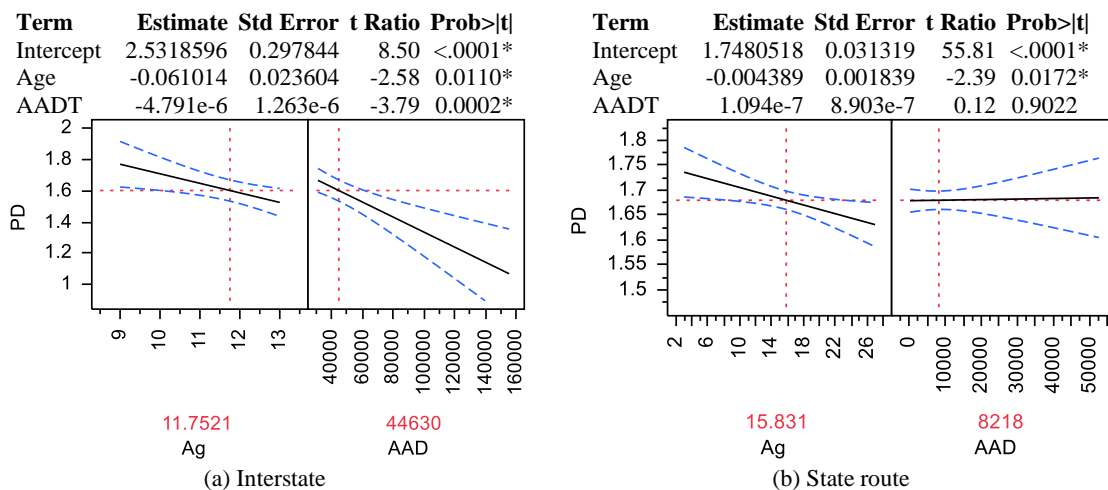 Term Estimate Std Error t Ratio Prob>|t|
Intercept 2.5318596 0.297844 8.50 <.0001*
Age -0.061014 0.023604 -2.58 0.0110*
AADT -4.791e-6 1.263e-6 -3.79 0.0002*
PD
2
1.8
1.6
1.4
1.2
1
9 10 11 12 13
40000 60000 80000 100000 120000 140000 160000
11.7521 44630
Ag AAD
(a) Interstate
Term Estimate Std Error t Ratio Prob>|t|
Intercept 1.7480518 0.031319 55.81 <.0001*
Age -0.004389 0.001839 -2.39 0.0172*
AADT 1.094e-7 8.903e-7 0.12 0.9022
PD
1.8
1.75
1.7
1.65
1.6
1.55
1.5
2 6 10 14 18 22 26
0 10000 20000 30000 40000 50000
15.831 8218
Ag AAD
(b) State route